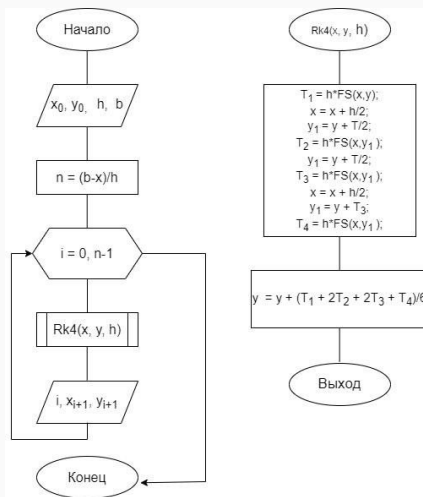 Начало
x₀, y₀, h, b
n = (b-x)/h
i = 0, n-1
Rk4(x, y, h)
i, xᵢ₊₁, yᵢ₊₁
Конец
Rk4(x, y, h)
T₁ = h*FS(x,y);
x = x + h/2;
y₁ = y + T/2;
T₂ = h*FS(x,y₁);
y₁ = y + T/2;
T₃ = h*FS(x,y₁);
x = x + h/2;
y₁ = y + T₃;
T₄ = h*FS(x,y₁);
y = y + (T₁ + 2T₂ + 2T₃ + T₄)/6
Выход